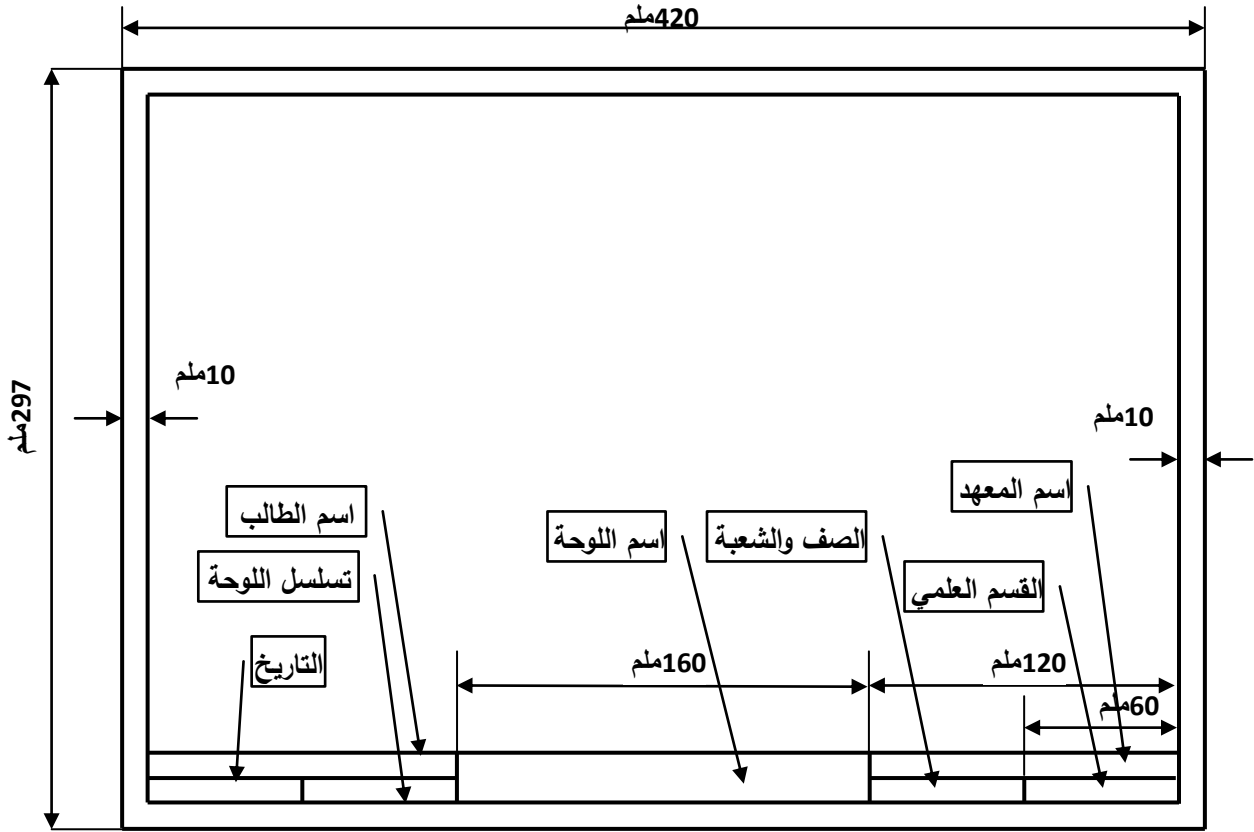 420ملم
297ملم
10ملم
10ملم
اسم المعهد
الصف والشعبة
اسم اللوحة
اسم الطالب
تسلسل اللوحة
القسم العلمي
التاريخ
120ملم
160ملم
60ملم